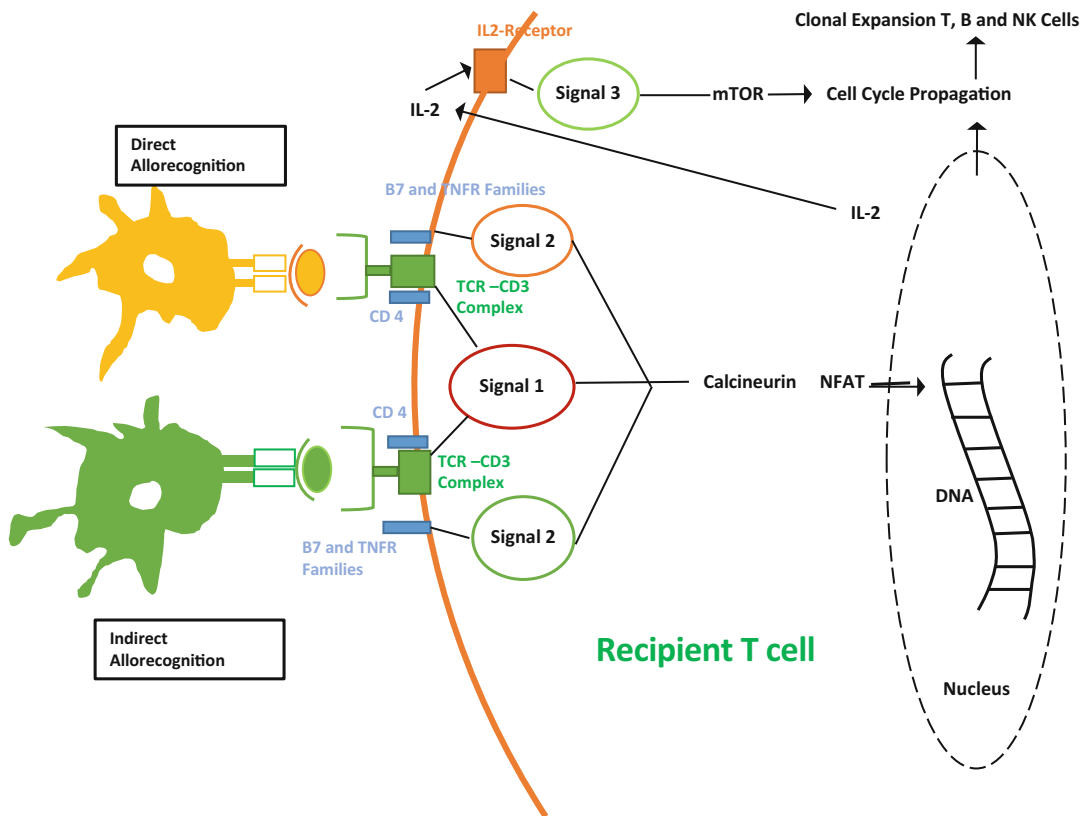 Clonal Expansion T, B and NK Cells
IL2-Receptor
Signal 3
mTOR
Cell Cycle Propagation
IL-2
Direct
Allorecognition
B7 and TNFR Families
IL-2
Signal 2
TCR –CD3
Complex
CD 4
Signal 1
Calcineurin
NFAT
CD 4
TCR –CD3
Complex
DNA
Signal 2
B7 and TNFR
Families
Indirect
Allorecognition
Recipient T cell
Nucleus